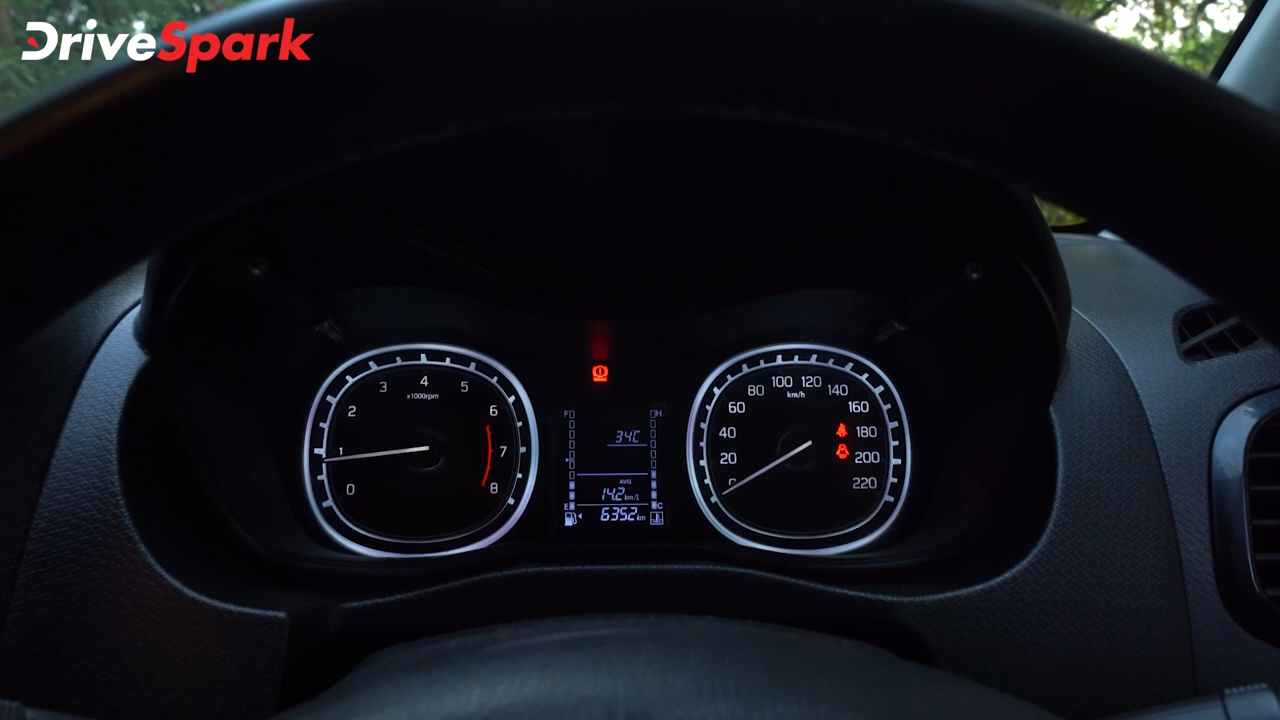 DriveSpark
0 1 2 3 4 5 6 7 8
x1000rpm
F H
34C
AVG
14.2 km/L
E C
6352 km
0 20 40 60 80 100 120 140 160 180 200 220
km/h